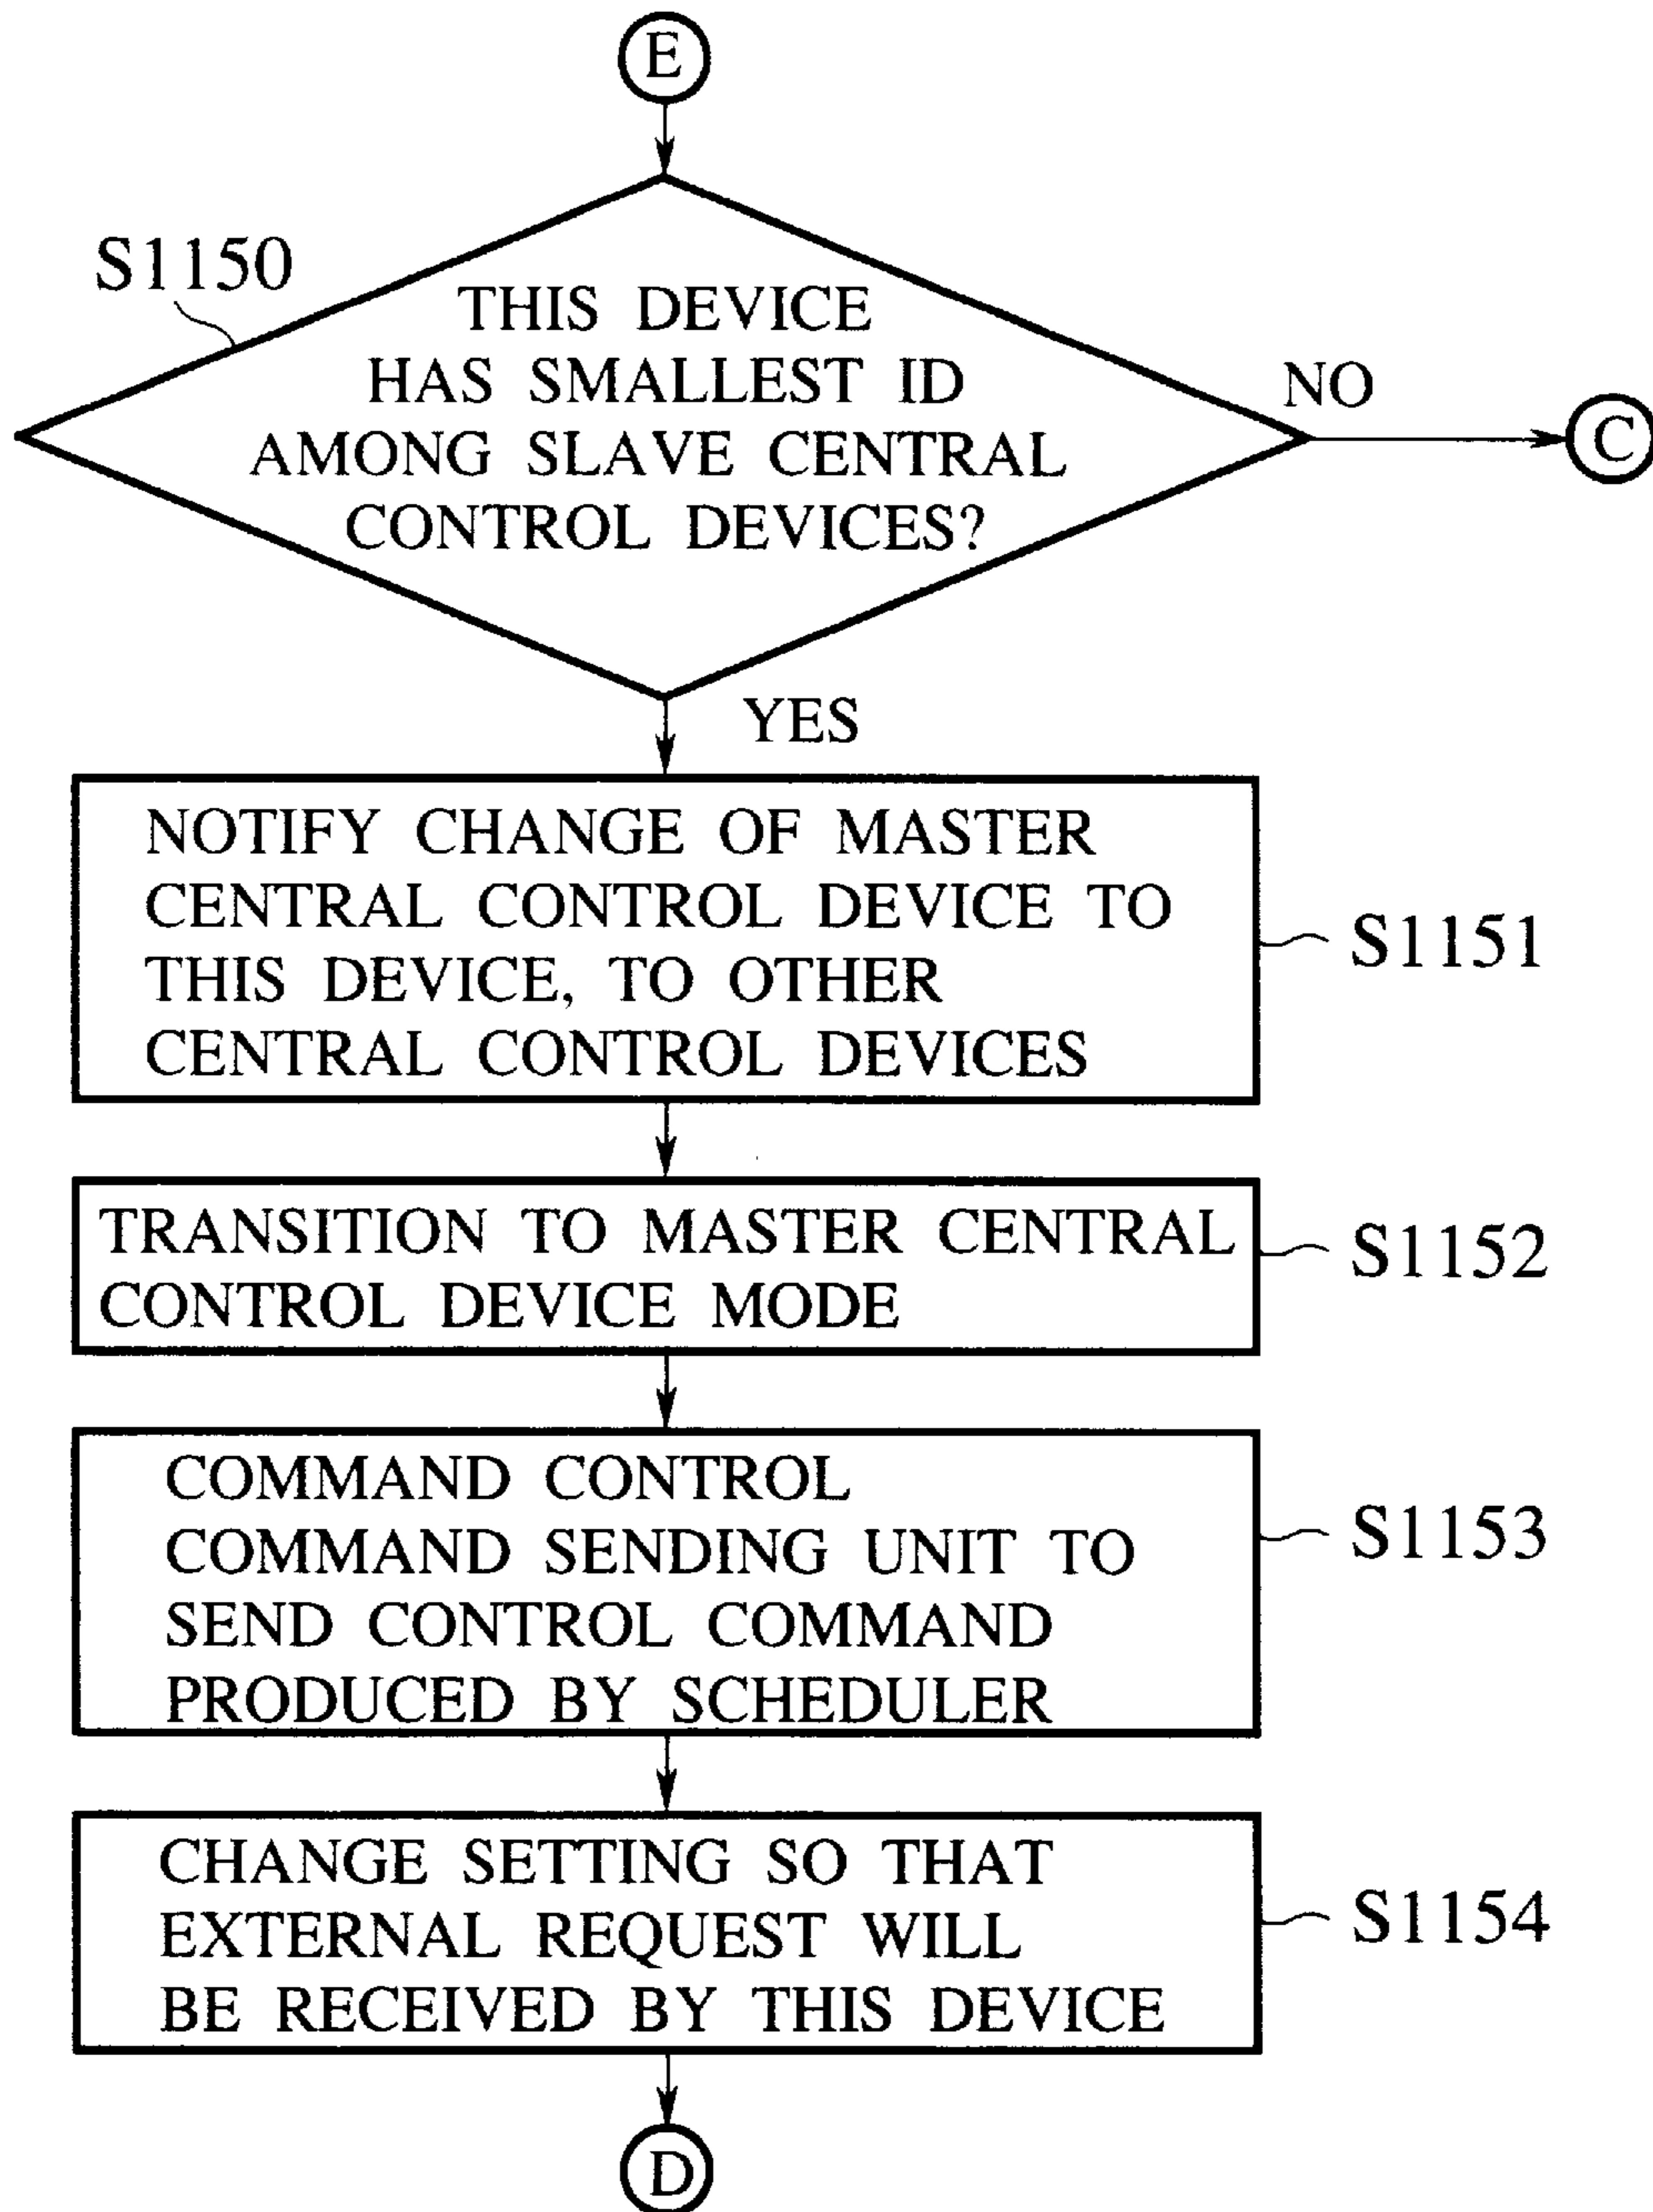 E
S1150
THIS DEVICE
HAS SMALLEST ID
AMONG SLAVE CENTRAL
CONTROL DEVICES?
NO
C
YES
NOTIFY CHANGE OF MASTER
CENTRAL CONTROL DEVICE TO
THIS DEVICE, TO OTHER
CENTRAL CONTROL DEVICES
S1151
TRANSITION TO MASTER CENTRAL
CONTROL DEVICE MODE
S1152
COMMAND CONTROL
COMMAND SENDING UNIT TO
SEND CONTROL COMMAND
PRODUCED BY SCHEDULER
S1153
CHANGE SETTING SO THAT
EXTERNAL REQUEST WILL
BE RECEIVED BY THIS DEVICE
S1154
D